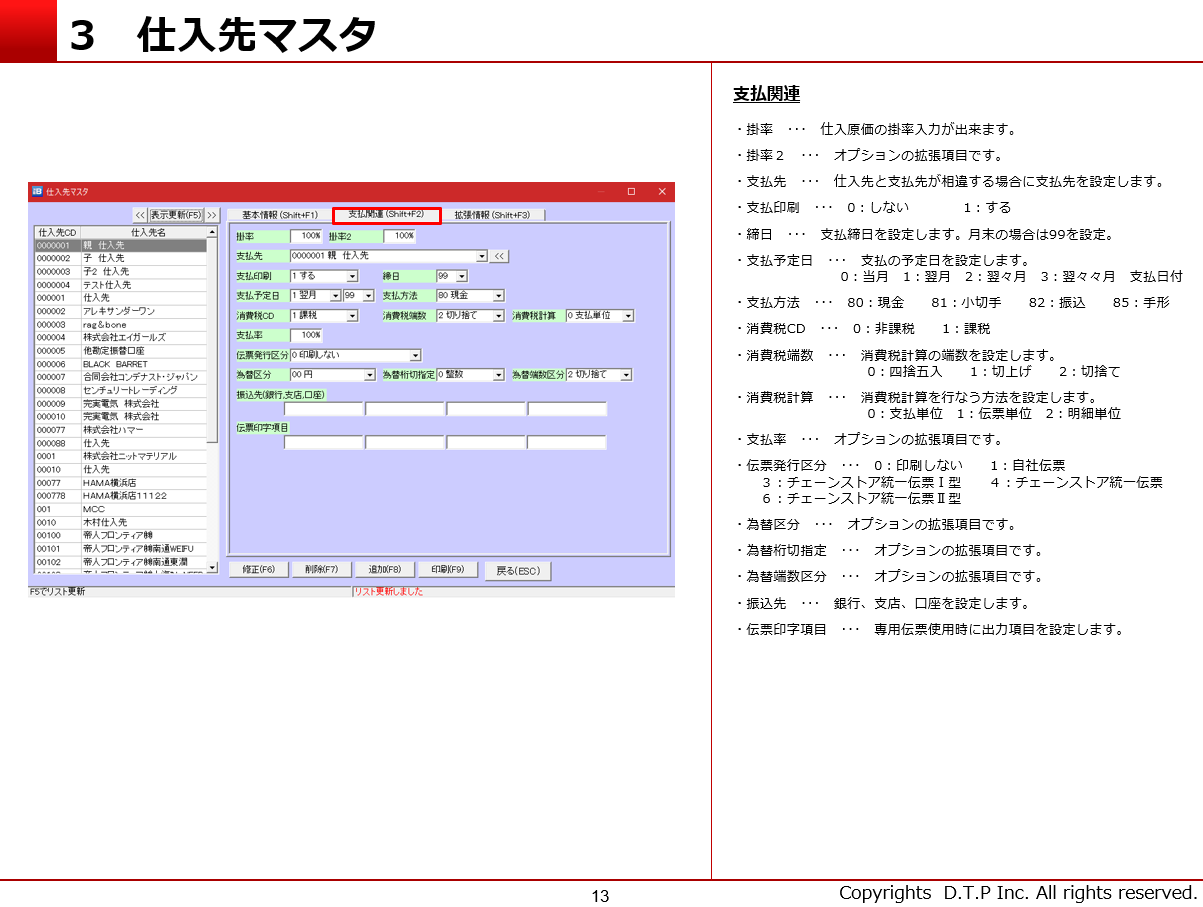 3 仕入先マスタ
仕入先マスタ
<< 表示更新(F5) >>
基本情報(Shift+F1) 支払関連(Shift+F2) 拡張情報(Shift+F3)
仕入先CD 仕入先名
0000001 親 仕入先
0000002 子 仕入先
0000003 子2 仕入先
0000004 テスト仕入先
000001 仕入先
000002 アレキサンダーワン
000003 rag&bone
000004 株式会社エイガールズ
000005 他勘定振替口座
000006 BLACK BARRET
000007 合同会社コンデナスト・ジャパン
000008 センチュリートレーディング
000009 完実電気 株式会社
000010 完実電気 株式会社
000077 株式会社ハマー
000088 仕入先
0001 株式会社ニットマテリアル
00010 仕入先
00077 HAMA横浜店
000778 HAMA横浜店11122
001 MCC
0010 木村仕入先
00100 帝人フロンティア㈱
00101 帝人フロンティア㈱南通WEIFU
00102 帝人フロンティア㈱南通東潤
掛率 100% 掛率2 100%
支払先 0000001 親 仕入先 <<
支払印刷 1 する 締日 99
支払予定日 1 翌月 99 支払方法 80 現金
消費税CD 1 課税 消費税端数 2 切り捨て 消費税計算 0 支払単位
支払率 100%
伝票発行区分 0 印刷しない
為替区分 00 円 為替桁切指定 0 整数 為替端数区分 2 切り捨て
振込先(銀行,支店,口座)
伝票印字項目
修正(F6) 削除(F7) 追加(F8) 印刷(F9) 戻る(ESC)
F5でリスト更新 リスト更新しました
支払関連
・掛率 ･･･ 仕入原価の掛率入力が出来ます。
・掛率２ ･･･ オプションの拡張項目です。
・支払先 ･･･ 仕入先と支払先が相違する場合に支払先を設定します。
・支払印刷 ･･･ 0：しない 1：する
・締日 ･･･ 支払締日を設定します。月末の場合は99を設定。
・支払予定日 ･･･ 支払の予定日を設定します。
0：当月 1：翌月 2：翌々月 3：翌々々月 支払日付
・支払方法 ･･･ 80：現金 81：小切手 82：振込 85：手形
・消費税CD ･･･ 0：非課税 1：課税
・消費税端数 ･･･ 消費税計算の端数を設定します。
0：四捨五入 1：切上げ 2：切捨て
・消費税計算 ･･･ 消費税計算を行なう方法を設定します。
0：支払単位 1：伝票単位 2：明細単位
・支払率 ･･･ オプションの拡張項目です。
・伝票発行区分 ･･･ 0：印刷しない 1：自社伝票
３：チェーンストア統一伝票Ⅰ型 ４：チェーンストア統一伝票
６：チェーンストア統一伝票Ⅱ型
・為替区分 ･･･ オプションの拡張項目です。
・為替桁切指定 ･･･ オプションの拡張項目です。
・為替端数区分 ･･･ オプションの拡張項目です。
・振込先 ･･･ 銀行、支店、口座を設定します。
・伝票印字項目 ･･･ 専用伝票使用時に出力項目を設定します。
13
Copyrights D.T.P Inc. All rights reserved.